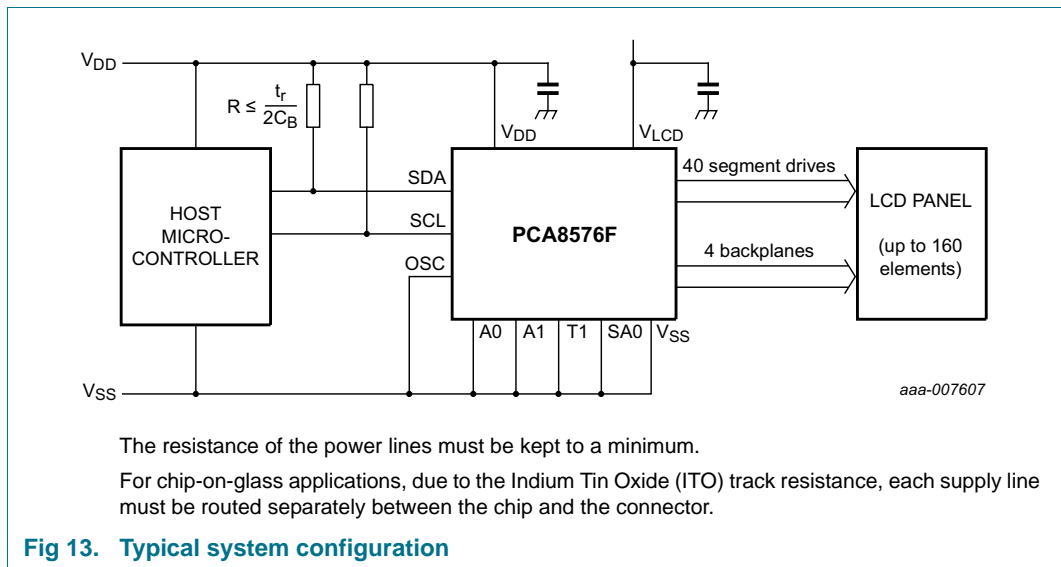 VDD
R ≤ tr
2CB
VDD
VLCD
SDA
SCL
OSC
HOST
MICRO-
CONTROLLER
PCA8576F
40 segment drives
4 backplanes
LCD PANEL
(up to 160
elements)
A0 A1 T1 SA0 VSS
VSS
aaa-007607
The resistance of the power lines must be kept to a minimum.
For chip-on-glass applications, due to the Indium Tin Oxide (ITO) track resistance, each supply line
must be routed separately between the chip and the connector.
Fig 13. Typical system configuration